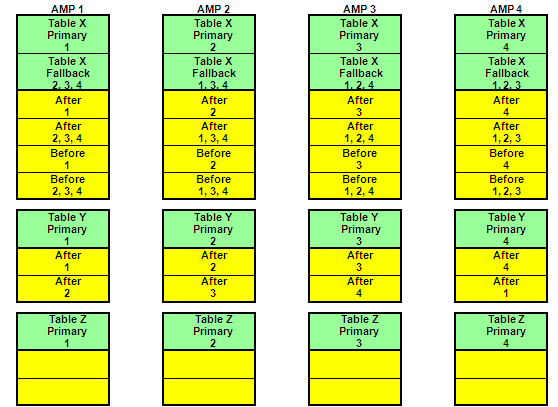 AMP 1
AMP 2
AMP 3
AMP 4
Table X
Primary
1
Table X
Primary
2
Table X
Primary
3
Table X
Primary
4
Table X
Fallback
2, 3, 4
Table X
Fallback
1, 3, 4
Table X
Fallback
1, 2, 4
Table X
Fallback
1, 2, 3
After
1
After
2
After
3
After
4
After
2, 3, 4
After
1, 3, 4
After
1, 2, 4
After
1, 2, 3
Before
1
Before
2
Before
3
Before
4
Before
2, 3, 4
Before
1, 3, 4
Before
1, 2, 4
Before
1, 2, 3
Table Y
Primary
1
Table Y
Primary
2
Table Y
Primary
3
Table Y
Primary
4
After
1
After
2
After
3
After
4
After
2
After
3
After
4
After
1
Table Z
Primary
1
Table Z
Primary
2
Table Z
Primary
3
Table Z
Primary
4